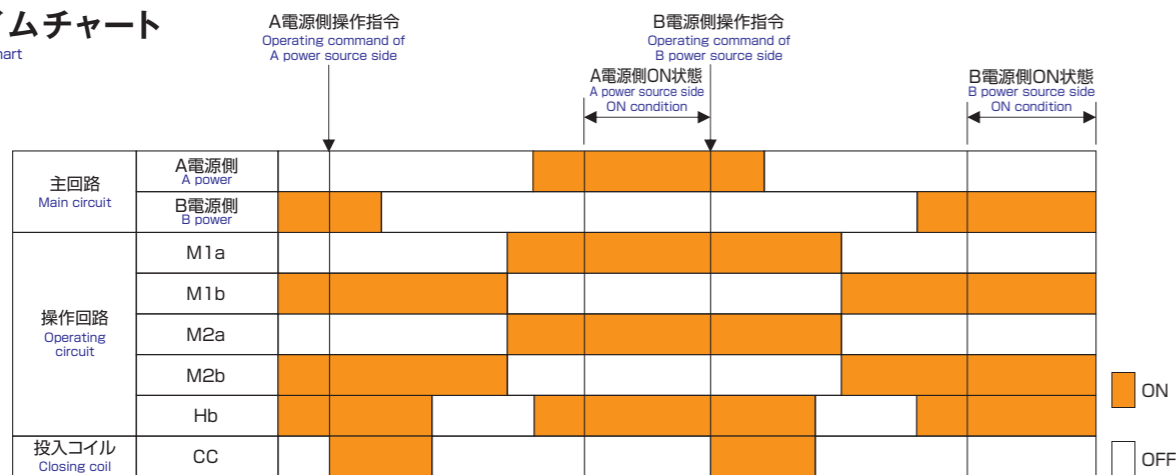 イムチャート
hart
A電源側操作指令
Operating command of
A power source side
B電源側操作指令
Operating command of
B power source side
A電源側ON状態
A power source side
ON condition
B電源側ON状態
B power source side
ON condition
主回路
Main circuit
A電源側
A power
B電源側
B power
操作回路
Operating
circuit
M1a
M1b
M2a
M2b
Hb
投入コイル
Closing coil
CC
ON
OFF